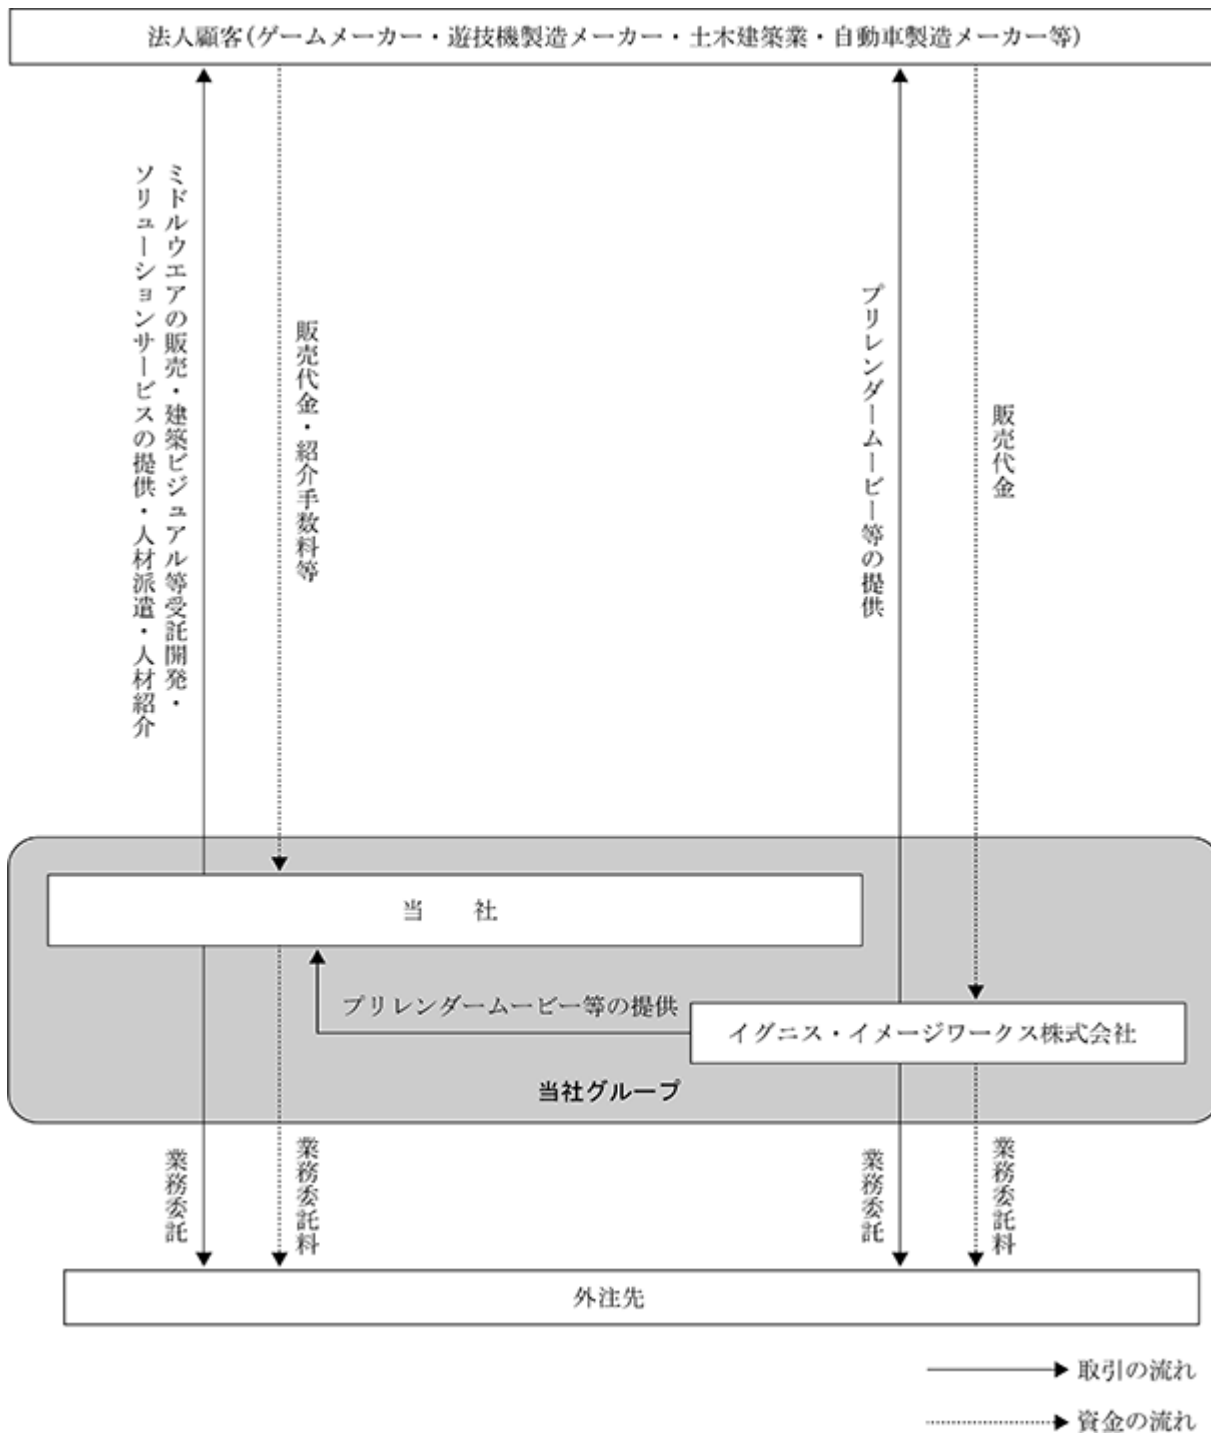 法人顧客(ゲームメーカー・遊技機製造メーカー・土木建築業・自動車製造メーカー等)
ミドルウエアの販売・建築ビジュアル等受託開発・
ソリューションサービスの提供・人材派遣・人材紹介
販売代金・紹介手数料等
プリレンダームービー等の提供
販売代金
当　社
プリレンダームービー等の提供
イグニス・イメージワークス株式会社
当社グループ
業務委託
業務委託料
業務委託
業務委託料
外注先
取引の流れ
資金の流れ